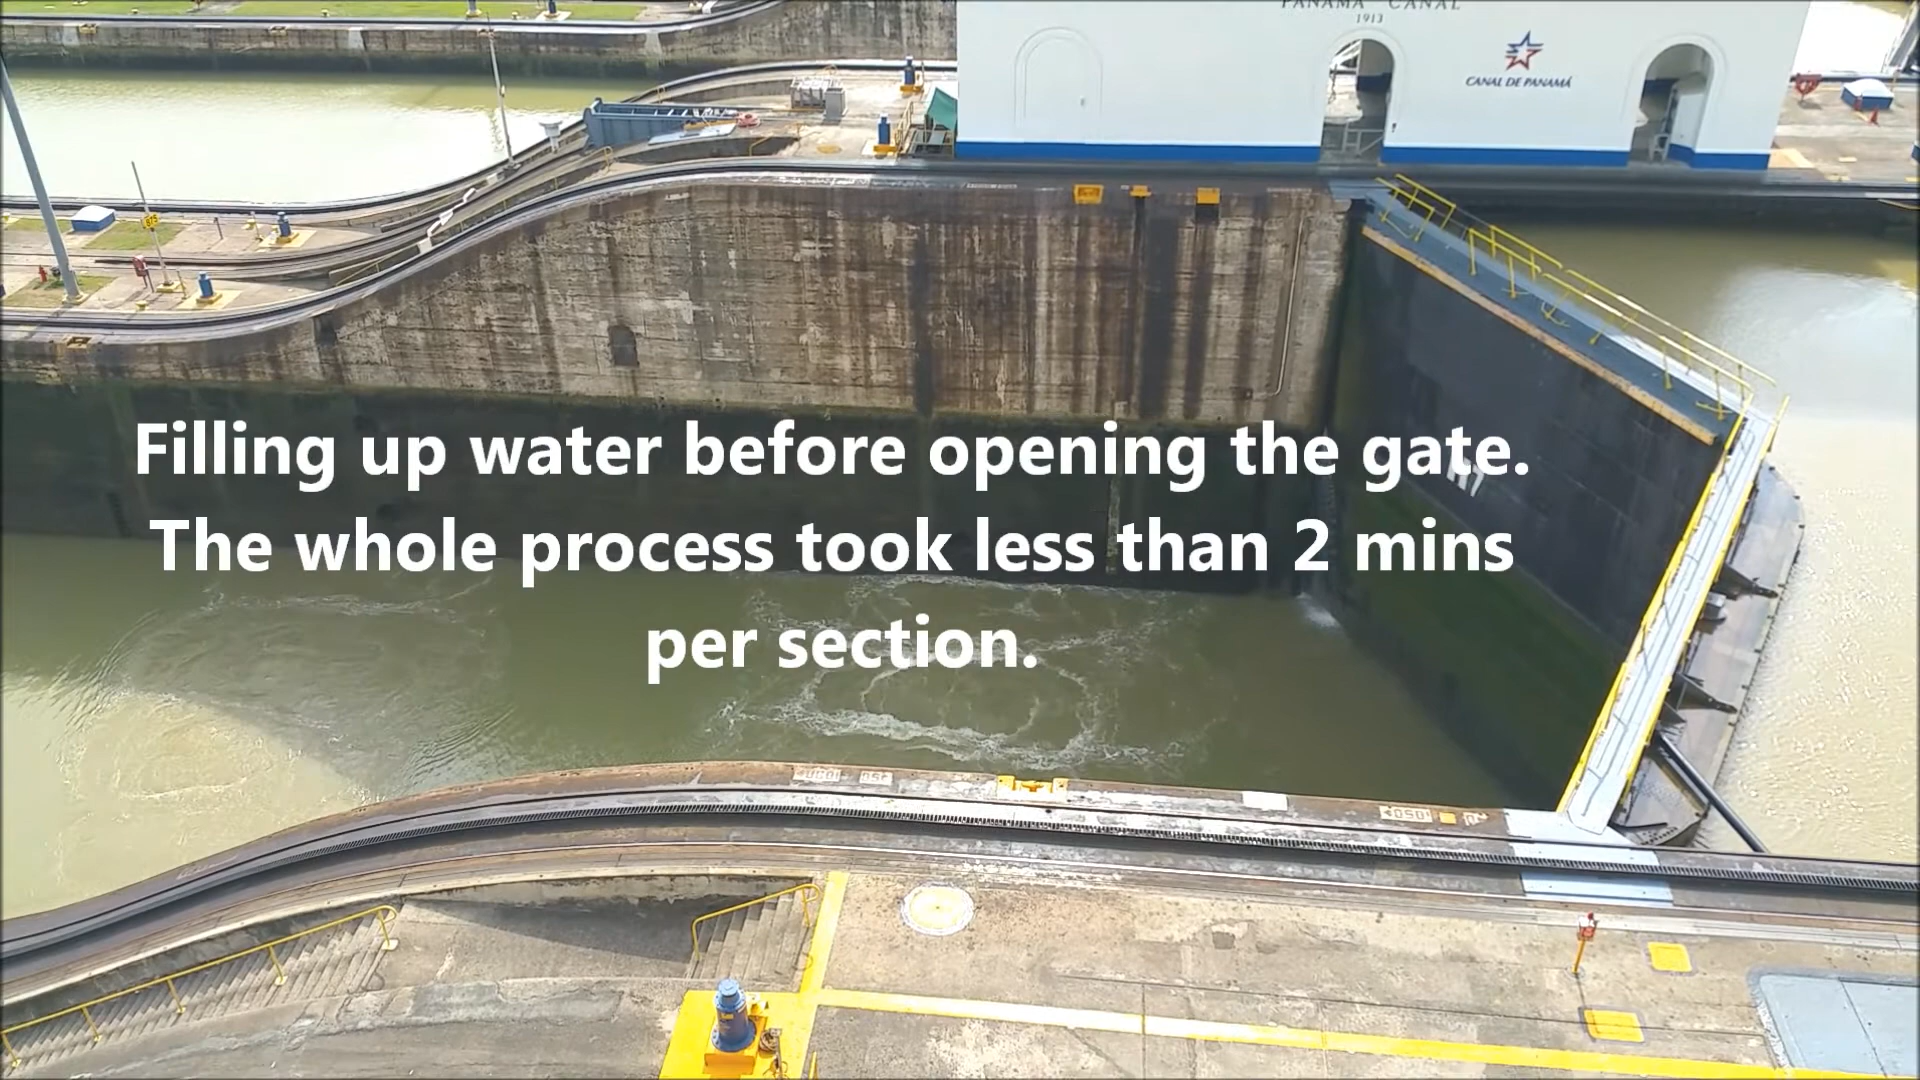 PANAMA CANAL
1913
CANAL DE PANAMÁ
Filling up water before opening the gate.
The whole process took less than 2 mins
per section.